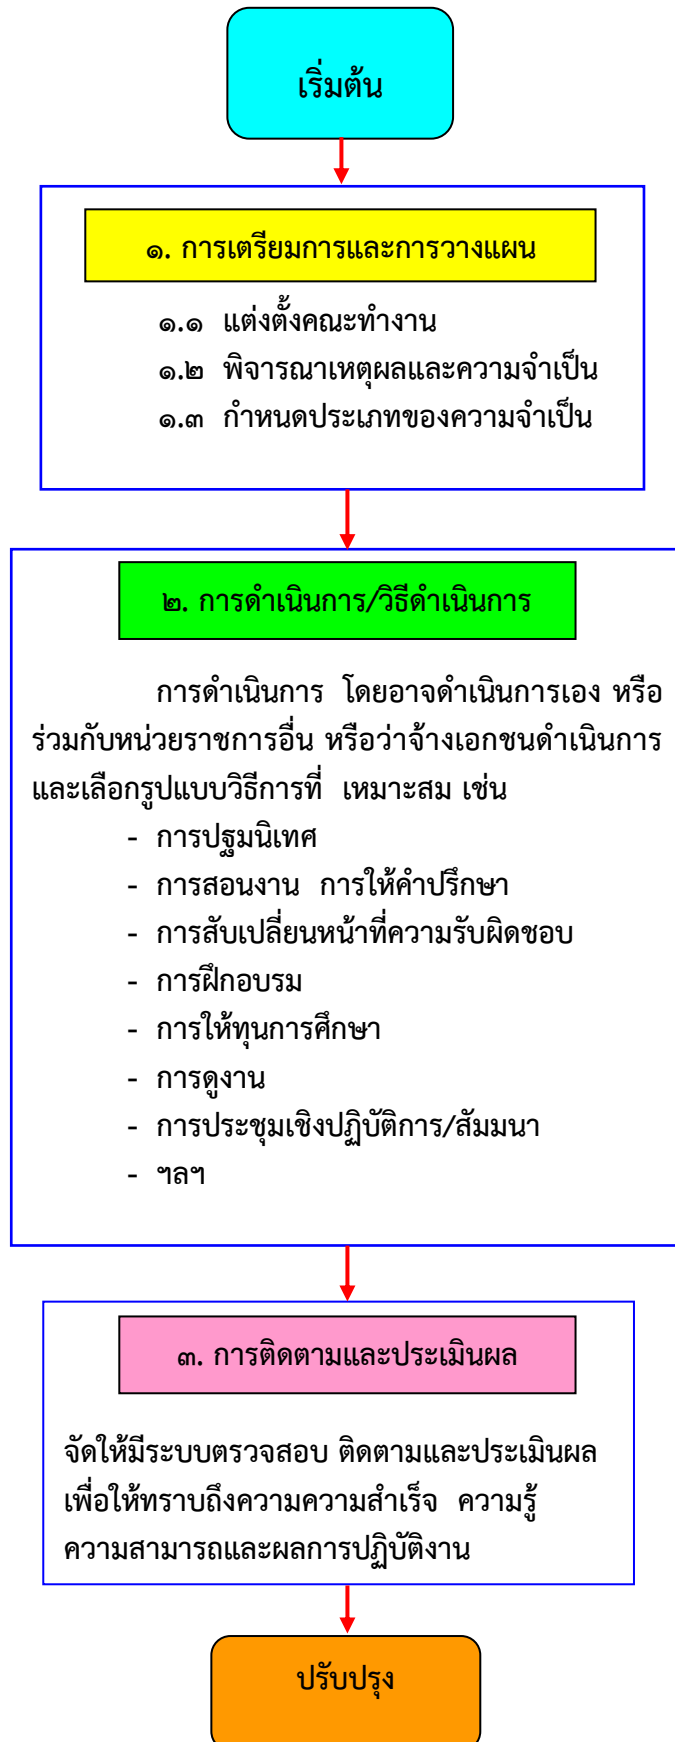 เริ่มต้น
๑. การเตรียมการและการวางแผน
๑.๑ แต่งตั้งคณะทำงาน
๑.๒ พิจารณาเหตุผลและความจำเป็น
๑.๓ กำหนดประเภทของความจำเป็น
๒. การดำเนินการ/วิธีดำเนินการ
การดำเนินการ โดยอาจดำเนินการเอง หรือ
ร่วมกับหน่วยราชการอื่น หรือว่าจ้างเอกชนดำเนินการ
และเลือกรูปแบบวิธีการที่ เหมาะสม เช่น
- การปฐมนิเทศ
- การสอนงาน การให้คำปรึกษา
- การสับเปลี่ยนหน้าที่ความรับผิดชอบ
- การฝึกอบรม
- การให้ทุนการศึกษา
- การดูงาน
- การประชุมเชิงปฏิบัติการ/สัมมนา
- ฯลฯ
๓. การติดตามและประเมินผล
จัดให้มีระบบตรวจสอบ ติดตามและประเมินผล
เพื่อให้ทราบถึงความความสำเร็จ ความรู้
ความสามารถและผลการปฏิบัติงาน
ปรับปรุง